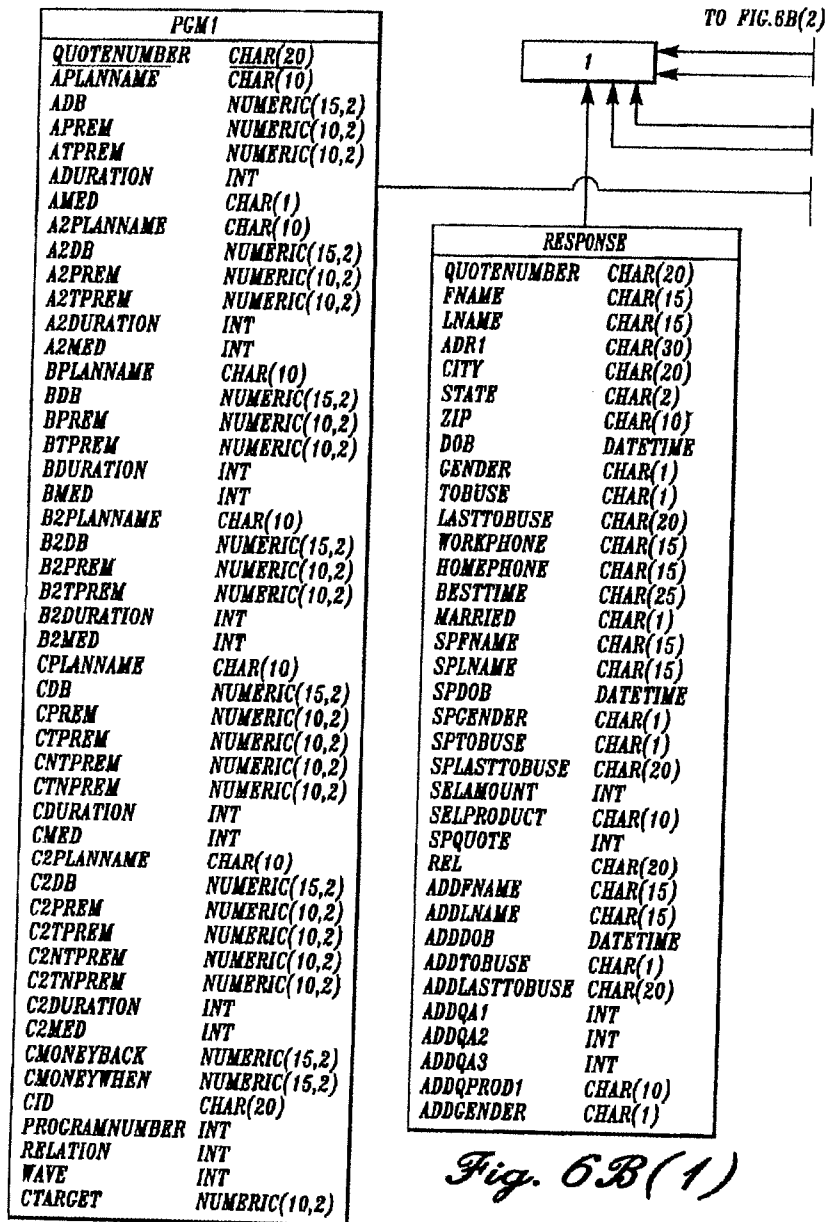 TO FIG.6B(2)
1
PGM1
QUOTENUMBER CHAR(20)
APLANNAME CHAR(10)
ADB NUMERIC(15,2)
APREM NUMERIC(10,2)
ATPREM NUMERIC(10,2)
ADURATION INT
AMED CHAR(1)
A2PLANNAME CHAR(10)
A2DB NUMERIC(15,2)
A2PREM NUMERIC(10,2)
A2TPREM NUMERIC(10,2)
A2DURATION INT
A2MED INT
BPLANNAME CHAR(10)
BDB NUMERIC(15,2)
BPREM NUMERIC(10,2)
BTPREM NUMERIC(10,2)
BDURATION INT
BMED INT
B2PLANNAME CHAR(10)
B2DB NUMERIC(15,2)
B2PREM NUMERIC(10,2)
B2TPREM NUMERIC(10,2)
B2DURATION INT
B2MED INT
CPLANNAME CHAR(10)
CDB NUMERIC(15,2)
CPREM NUMERIC(10,2)
CTPREM NUMERIC(10,2)
CNTPREM NUMERIC(10,2)
CTNPREM NUMERIC(10,2)
CDURATION INT
CMED INT
C2PLANNAME CHAR(10)
C2DB NUMERIC(15,2)
C2PREM NUMERIC(10,2)
C2TPREM NUMERIC(10,2)
C2NTPREM NUMERIC(10,2)
C2TNPREM NUMERIC(10,2)
C2DURATION INT
C2MED INT
CMONEYBACK NUMERIC(15,2)
CMONEYWHEN NUMERIC(15,2)
CID CHAR(20)
PROGRAMNUMBER INT
RELATION INT
WAVE INT
CTARGET NUMERIC(10,2)
RESPONSE
QUOTENUMBER CHAR(20)
FNAME CHAR(15)
LNAME CHAR(15)
ADR1 CHAR(30)
CITY CHAR(20)
STATE CHAR(2)
ZIP CHAR(10)
DOB DATETIME
GENDER CHAR(1)
TOBUSE CHAR(1)
LASTTOBUSE CHAR(20)
WORKPHONE CHAR(15)
HOMEPHONE CHAR(15)
BESTTIME CHAR(25)
MARRIED CHAR(1)
SPFNAME CHAR(15)
SPLNAME CHAR(15)
SPDOB DATETIME
SPGENDER CHAR(1)
SPTOBUSE CHAR(1)
SPLASTTOBUSE CHAR(20)
SELAMOUNT INT
SELPRODUCT CHAR(10)
SPQUOTE INT
REL CHAR(20)
ADDFNAME CHAR(15)
ADDLNAME CHAR(15)
ADDDOB DATETIME
ADDTOBUSE CHAR(1)
ADDLASTTOBUSE CHAR(20)
ADDQA1 INT
ADDQA2 INT
ADDQA3 INT
ADDQPROD1 CHAR(10)
ADDGENDER CHAR(1)
Fig. 6B(1)